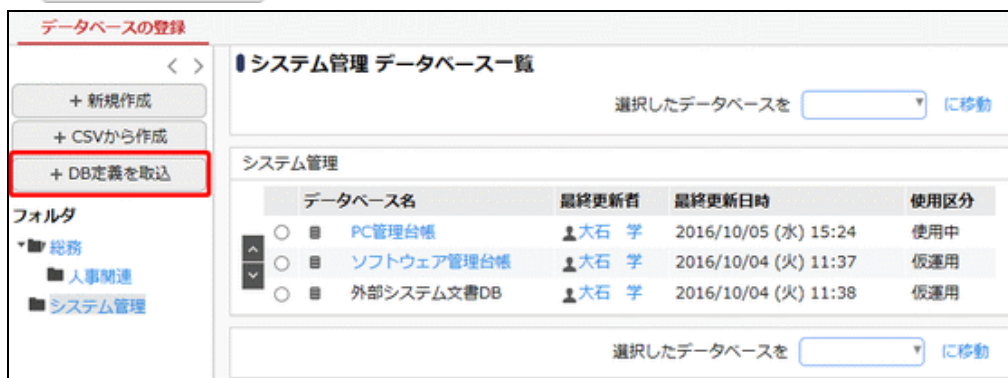 データベースの登録
< >
+ 新規作成
+ CSVから作成
+ DB定義を取込
フォルダ
総務
人事関連
システム管理
システム管理 データベース一覧
選択したデータベースを に移動
システム管理
データベース名 最終更新者 最終更新日時 使用区分
PC管理台帳 大石 学 2016/10/05 (水) 15:24 使用中
ソフトウェア管理台帳 大石 学 2016/10/04 (火) 11:37 仮運用
外部システム文書DB 大石 学 2016/10/04 (火) 11:38 仮運用
選択したデータベースを に移動